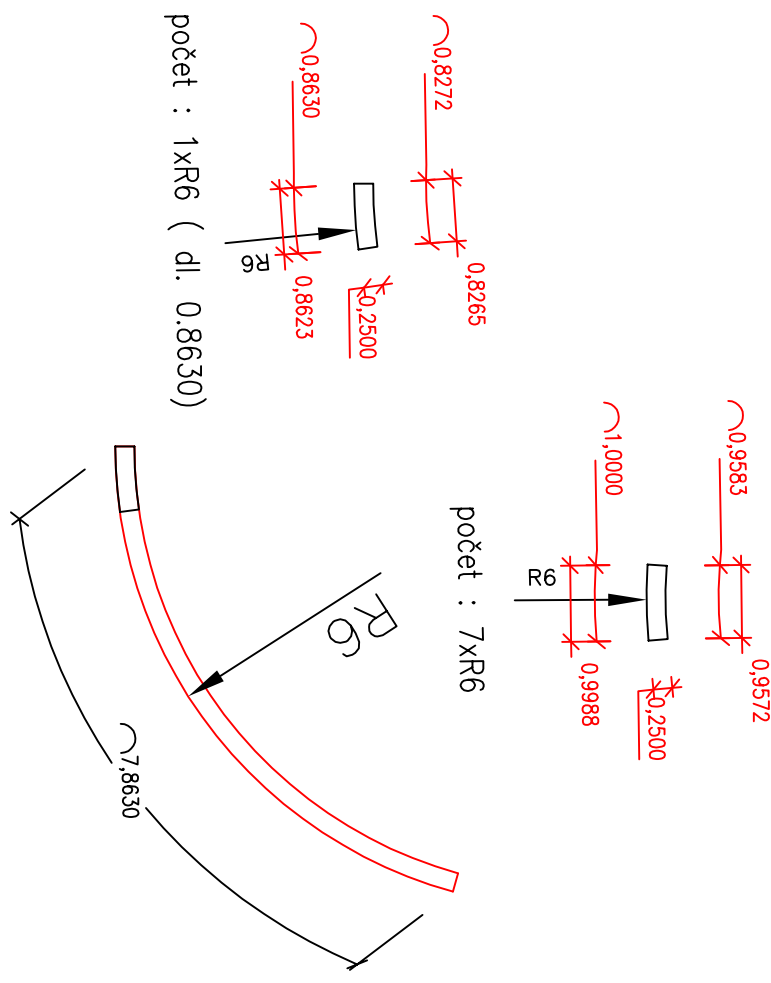 ⌒0,8272
0,8265
⌒0,8630
0,8623
0,2500
R6
počet : 1xR6 ( dl. 0.8630)
⌒0,9583
0,9572
⌒1,0000
0,9988
0,2500
R6
počet : 7xR6
R6
⌒7,8630